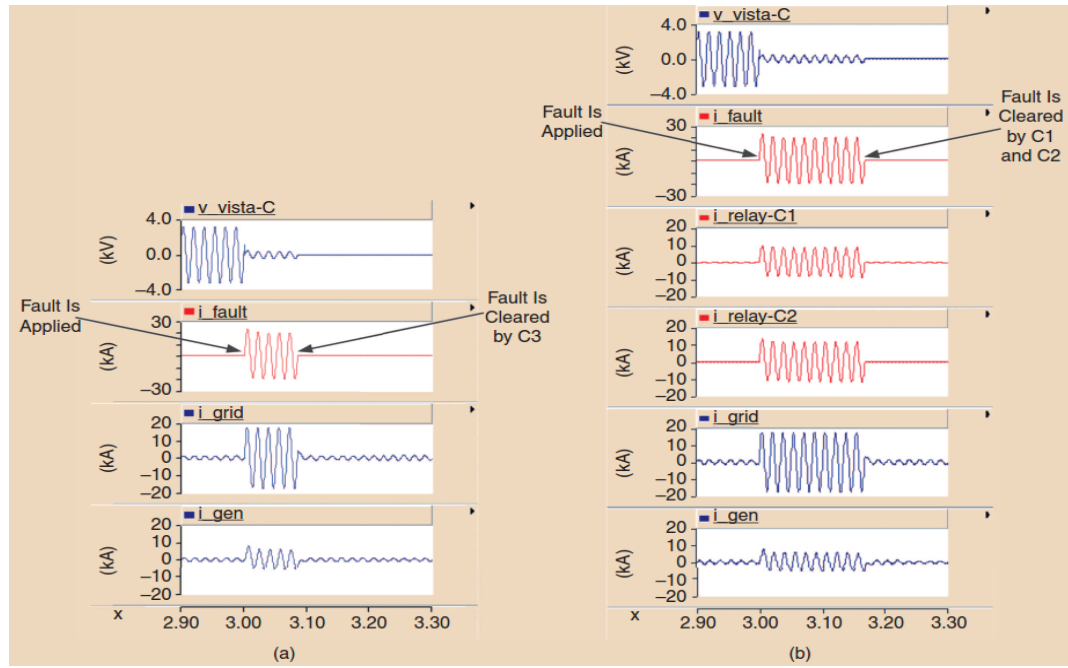 v_vista-C
4.0
0.0
−4.0
(kV)
Fault Is
Applied
i_fault
30
−30
(kA)
Fault Is
Cleared
by C3
i_grid
20
10
0
−10
−20
(kA)
i_gen
20
10
0
−10
−20
(kA)
x
2.90
3.00
3.10
3.20
3.30
(a)
v_vista-C
4.0
0.0
−4.0
(kV)
Fault Is
Applied
i_fault
30
−30
(kA)
Fault Is
Cleared
by C1
and C2
i_relay-C1
20
10
0
−10
−20
(kA)
i_relay-C2
20
10
0
−10
−20
(kA)
i_grid
20
10
0
−10
−20
(kA)
i_gen
20
10
0
−10
−20
(kA)
x
2.90
3.00
3.10
3.20
3.30
(b)